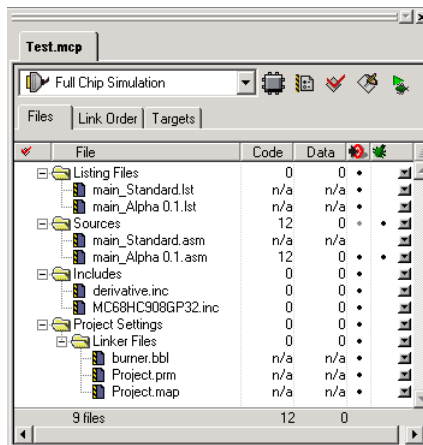 Test.mcp
Full Chip Simulation
Files Link Order Targets
File Code Data
Listing Files 0 0
main_Standard.lst n/a n/a
main_Alpha 0.1.lst n/a n/a
Sources 12 0
main_Standard.asm n/a n/a
main_Alpha 0.1.asm 12 0
Includes 0 0
derivative.inc 0 0
MC68HC908GP32.inc 0 0
Project Settings 0 0
Linker Files 0 0
burner.bbl n/a n/a
Project.prm n/a n/a
Project.map n/a n/a
9 files 12 0